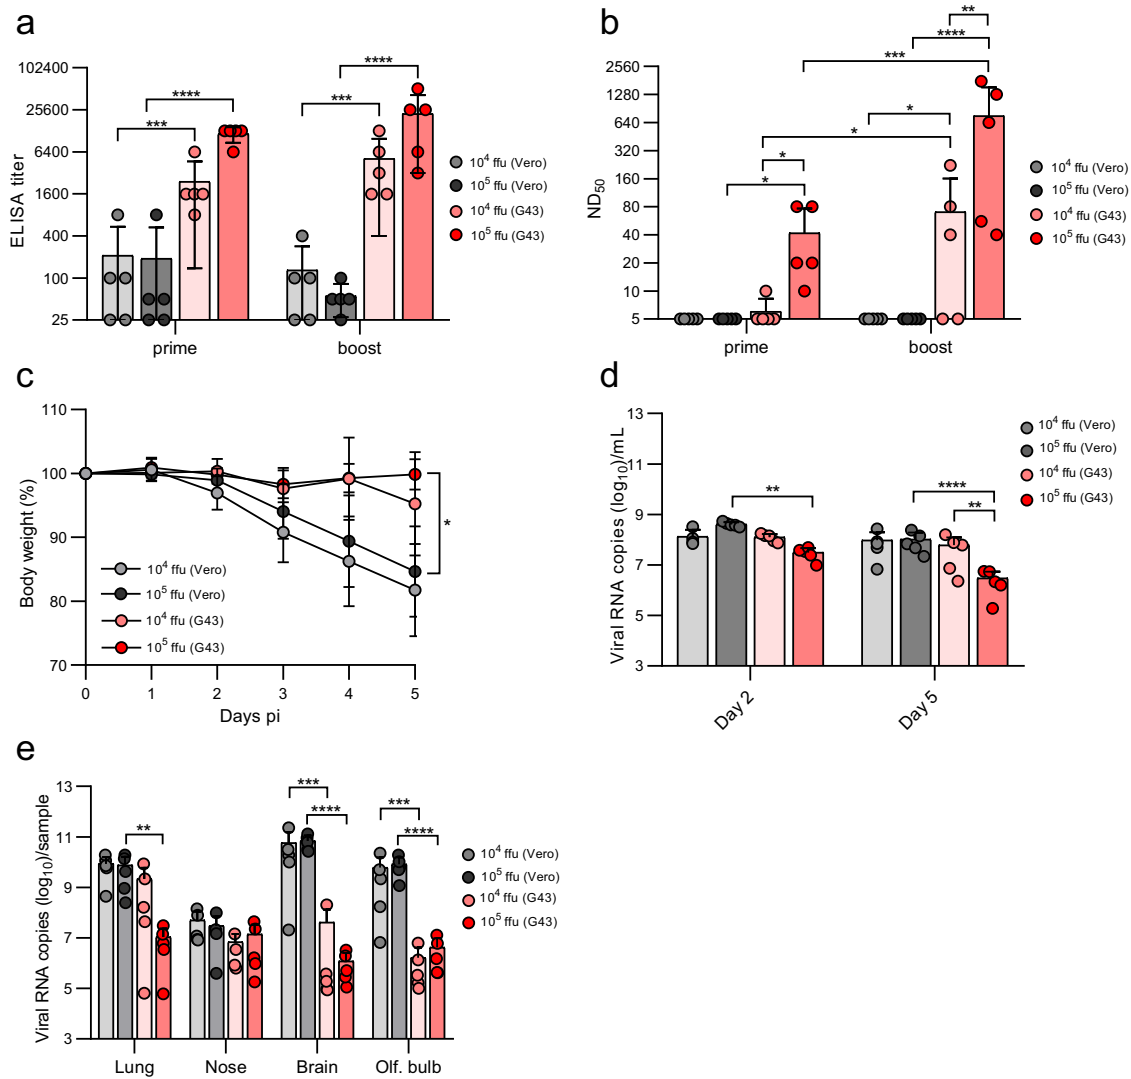 a
ELISA titer
102400
25600
6400
1600
400
100
25
****
***
****
***
prime
boost
10⁴ ffu (Vero)
10⁵ ffu (Vero)
10⁴ ffu (G43)
10⁵ ffu (G43)
b
ND₅₀
2560
1280
640
320
160
80
40
20
10
5
**
****
***
*
*
*
*
prime
boost
10⁴ ffu (Vero)
10⁵ ffu (Vero)
10⁴ ffu (G43)
10⁵ ffu (G43)
c
Body weight (%)
110
100
90
80
70
*
10⁴ ffu (Vero)
10⁵ ffu (Vero)
10⁴ ffu (G43)
10⁵ ffu (G43)
0 1 2 3 4 5
Days pi
d
Viral RNA copies (log₁₀)/mL
13
11
9
7
5
3
**
****
**
Day 2
Day 5
10⁴ ffu (Vero)
10⁵ ffu (Vero)
10⁴ ffu (G43)
10⁵ ffu (G43)
e
Viral RNA copies (log₁₀)/sample
13
11
9
7
5
3
**
***
****
***
****
Lung
Nose
Brain
Olf. bulb
10⁴ ffu (Vero)
10⁵ ffu (Vero)
10⁴ ffu (G43)
10⁵ ffu (G43)